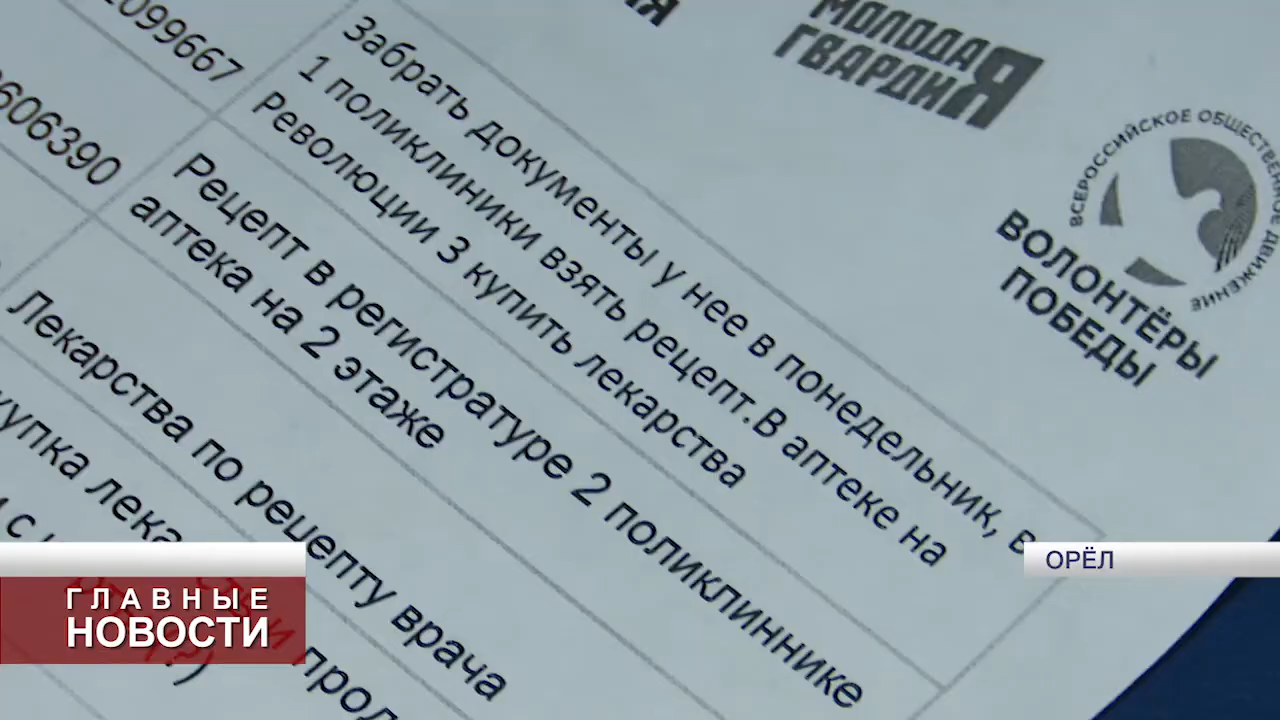 МОЛОДАЯ
ГВАРДИЯ
ВСЕРОССИЙСКОЕ ОБЩЕСТВЕННОЕ ДВИЖЕНИЕ
ВОЛОНТЁРЫ
ПОБЕДЫ
099667
Забрать документы у нее в понедельник, в
1 поликлиники взять рецепт.В аптеке на
Революции 3 купить лекарства
606390
Рецепт в регистратуре 2 поликлиннике
аптека на 2 этаже
Лекарства по рецепту врача
ОРЁЛ
ГЛАВНЫЕ
НОВОСТИ